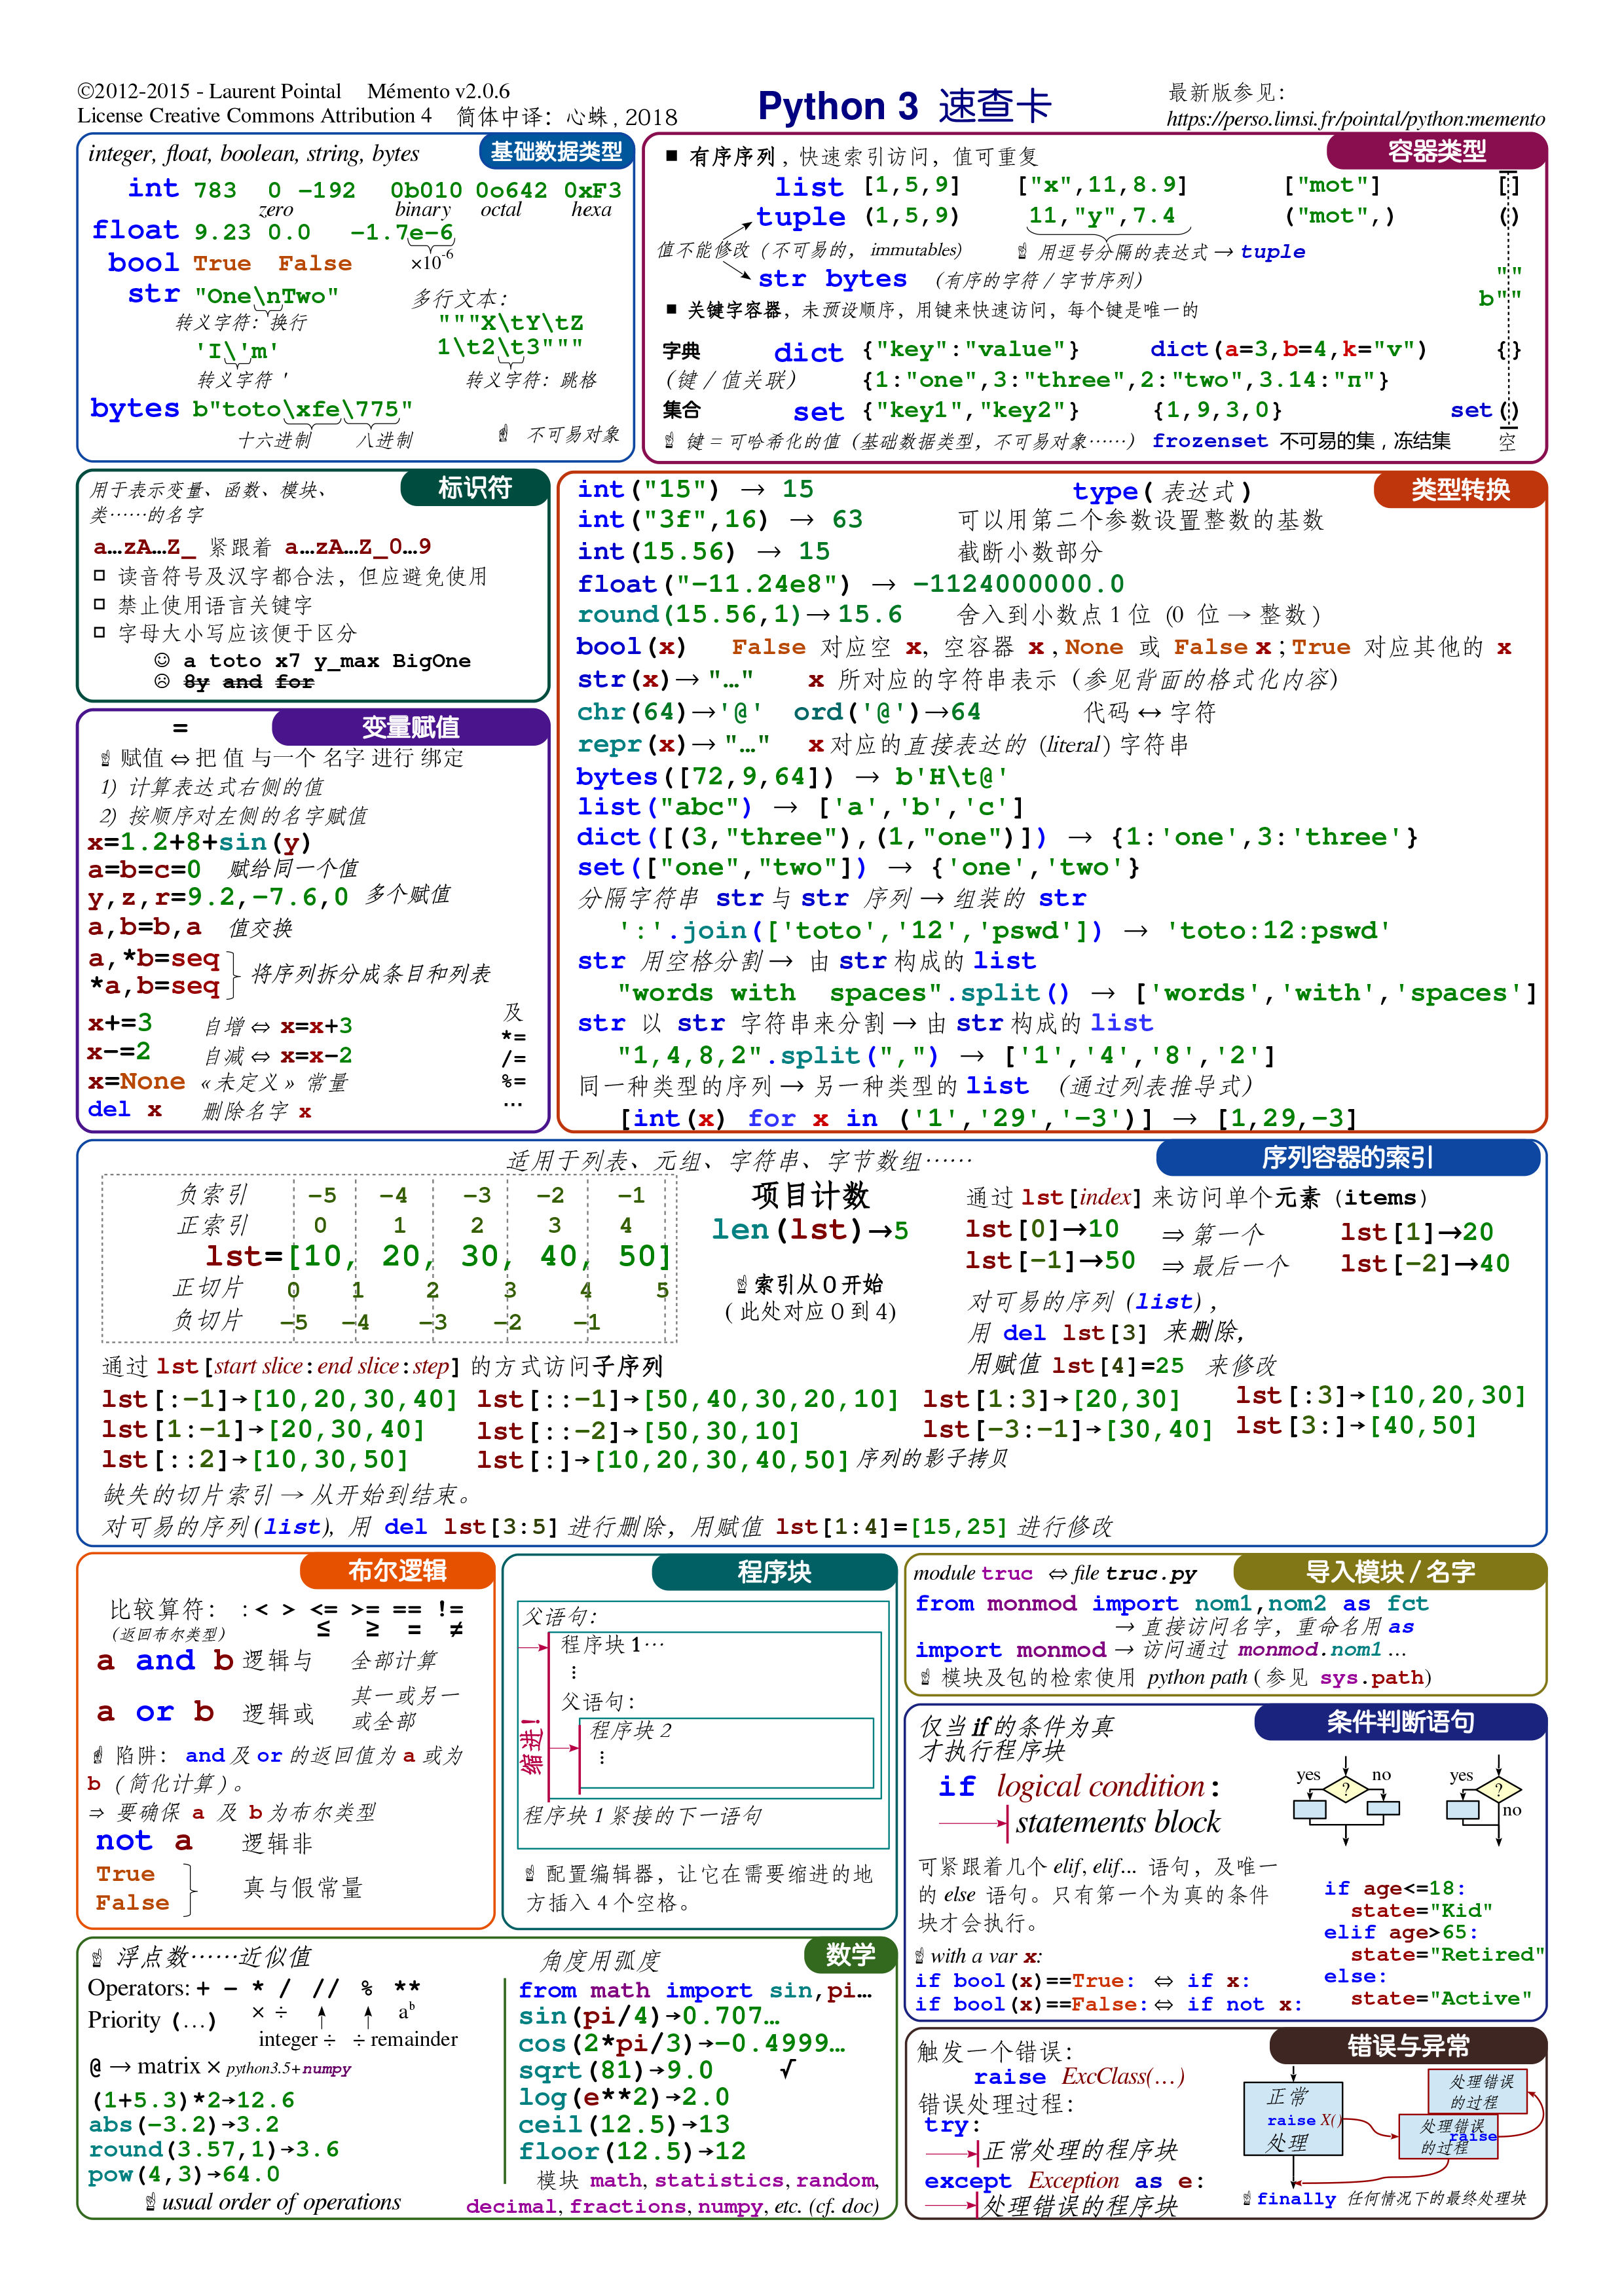 ©2012-2015 - Laurent Pointal Mémento v2.0.6
License Creative Commons Attribution 4 简体中译：心蛛 , 2018
Python 3 速查卡
最新版参见：
https://perso.limsi.fr/pointal/python:memento
基础数据类型
integer, float, boolean, string, bytes
int 783 0 -192 0b010 0o642 0xF3
zero binary octal hexa
float 9.23 0.0 -1.7e-6
×10-6
bool True False
str "One\nTwo"
转义字符：换行
'I\'m'
转义字符 '
多行文本：
"""X\tY\tZ
1\t2\t3"""
转义字符：跳格
bytes b"toto\xfe\775"
十六进制 八进制
☝ 不可易对象
容器类型
■ 有序序列，快速索引访问，值可重复
list [1,5,9] ["x",11,8.9] ["mot"] []
tuple (1,5,9) 11,"y",7.4 ("mot",) ()
值不能修改（不可易的，immutables) ☝ 用逗号分隔的表达式 → tuple
str bytes （有序的字符 / 字节序列）
""
b""
■ 关键字容器，未预设顺序，用键来快速访问，每个键是唯一的
字典 dict {"key":"value"} dict(a=3,b=4,k="v") {}
（键 / 值关联） {1:"one",3:"three",2:"two",3.14:"π"}
集合 set {"key1","key2"} {1,9,3,0} set()
☝ 键 = 可哈希化的值（基础数据类型，不可易对象……） frozenset 不可易的集 , 冻结集 空
标识符
用于表示变量、函数、模块、
类……的名字
a…zA…Z_ 紧跟着 a…zA…Z_0…9
□ 读音符号及汉字都合法，但应避免使用
□ 禁止使用语言关键字
□ 字母大小写应该便于区分
☺ a toto x7 y_max BigOne
☹ 8y and for
变量赋值
=
☝ 赋值 ⇔ 把 值 与一个 名字 进行 绑定
1) 计算表达式右侧的值
2) 按顺序对左侧的名字赋值
x=1.2+8+sin(y)
a=b=c=0 赋给同一个值
y,z,r=9.2,-7.6,0 多个赋值
a,b=b,a 值交换
a,*b=seq
*a,b=seq
将序列拆分成条目和列表
x+=3 自增 ⇔ x=x+3
x-=2 自减 ⇔ x=x-2
x=None «未定义» 常量
del x 删除名字 x
及
*=
/=
%=
…
类型转换
int("15") → 15 type( 表达式 )
int("3f",16) → 63 可以用第二个参数设置整数的基数
int(15.56) → 15 截断小数部分
float("-11.24e8") → -1124000000.0
round(15.56,1)→15.6 舍入到小数点 1 位 (0 位 → 整数 )
bool(x) False 对应空 x, 空容器 x , None 或 False x ; True 对应其他的 x
str(x)→ "…" x 所对应的字符串表示（参见背面的格式化内容）
chr(64)→'@' ord('@')→64 代码 ↔ 字符
repr(x)→ "…" x 对应的直接表达的 (literal) 字符串
bytes([72,9,64]) → b'H\t@'
list("abc") → ['a','b','c']
dict([(3,"three"),(1,"one")]) → {1:'one',3:'three'}
set(["one","two"]) → {'one','two'}
分隔字符串 str 与 str 序列 → 组装的 str
':'.join(['toto','12','pswd']) → 'toto:12:pswd'
str 用空格分割 → 由 str 构成的 list
"words with  spaces".split() → ['words','with','spaces']
str 以 str 字符串来分割 → 由 str 构成的 list
"1,4,8,2".split(",") → ['1','4','8','2']
同一种类型的序列 → 另一种类型的 list （通过列表推导式）
[int(x) for x in ('1','29','-3')] → [1,29,-3]
序列容器的索引
适用于列表、元组、字符串、字节数组……
负索引 -5 -4 -3 -2 -1
正索引 0 1 2 3 4
lst=[10, 20, 30, 40, 50]
正切片 0 1 2 3 4 5
负切片 -5 -4 -3 -2 -1
项目计数
len(lst)→5
☝ 索引从 0 开始
( 此处对应 0 到 4)
通过 lst[index] 来访问单个元素（items）
lst[0]→10 ⇒ 第一个 lst[1]→20
lst[-1]→50 ⇒ 最后一个 lst[-2]→40
对可易的序列 (list)，
用 del lst[3] 来删除，
用赋值 lst[4]=25 来修改
通过 lst[start slice:end slice:step] 的方式访问子序列
lst[:-1]→[10,20,30,40] lst[::-1]→[50,40,30,20,10] lst[1:3]→[20,30] lst[:3]→[10,20,30]
lst[1:-1]→[20,30,40] lst[::-2]→[50,30,10] lst[-3:-1]→[30,40] lst[3:]→[40,50]
lst[::2]→[10,30,50] lst[:]→[10,20,30,40,50] 序列的影子拷贝
缺失的切片索引 → 从开始到结束。
对可易的序列 (list)，用 del lst[3:5] 进行删除，用赋值 lst[1:4]=[15,25] 进行修改
布尔逻辑
比较算符： : < > <= >= == !=
(返回布尔类型) ≤ ≥ = ≠
a and b 逻辑与 全部计算
a or b 逻辑或 其一或另一
或全部
☝ 陷阱： and 及 or 的返回值为 a 或为
b （简化计算）。
⇒ 要确保 a 及 b 为布尔类型
not a 逻辑非
True
False
真与假常量
程序块
父语句：
程序块 1…
⋮
父语句：
程序块 2
⋮
缩进！
程序块 1 紧接的下一语句
☝ 配置编辑器，让它在需要缩进的地
方插入 4 个空格。
导入模块 / 名字
module truc ⇔ file truc.py
from monmod import nom1,nom2 as fct
→ 直接访问名字，重命名用 as
import monmod → 访问通过 monmod.nom1 …
☝ 模块及包的检索使用 python path ( 参见 sys.path)
条件判断语句
仅当 if 的条件为真
才执行程序块
if logical condition:
statements block
yes ? no
yes ? no
可紧跟着几个 elif, elif... 语句，及唯一
的 else 语句。只有第一个为真的条件
块才会执行。
☝ with a var x:
if bool(x)==True: ⇔ if x:
if bool(x)==False: ⇔ if not x:
if age<=18:
state="Kid"
elif age>65:
state="Retired"
else:
state="Active"
数学
☝ 浮点数……近似值
角度用弧度
Operators: + - * / // % **
Priority (…) × ÷ ab
integer ÷ ÷ remainder
@ → matrix × python3.5+numpy
(1+5.3)*2→12.6
abs(-3.2)→3.2
round(3.57,1)→3.6
pow(4,3)→64.0
☝ usual order of operations
from math import sin,pi…
sin(pi/4)→0.707…
cos(2*pi/3)→-0.4999…
sqrt(81)→9.0 √
log(e**2)→2.0
ceil(12.5)→13
floor(12.5)→12
模块 math, statistics, random,
decimal, fractions, numpy, etc. (cf. doc)
错误与异常
触发一个错误：
raise ExcClass(…)
错误处理过程：
try:
正常处理的程序块
except Exception as e:
处理错误的程序块
正常
raise X()
处理
处理错误
的过程
处理错误
raise
的过程
☝ finally 任何情况下的最终处理块